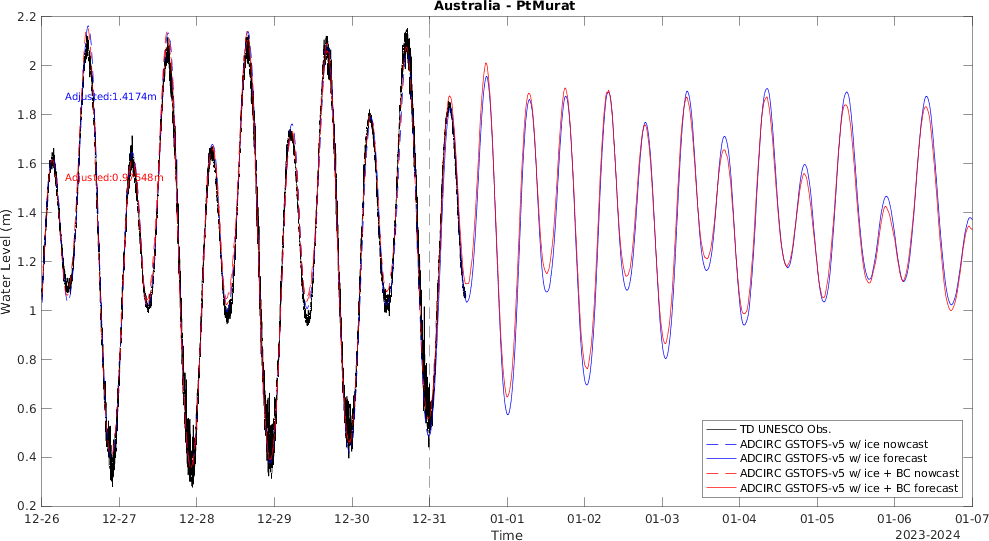 Australia - PtMurat
2.2
2
1.8
1.6
1.4
1.2
1
0.8
0.6
0.4
0.2
Water Level (m)
Adjusted:1.4174m
TD UNESCO Obs.
ADCIRC GSTOFS-v5 w/ ice nowcast
ADCIRC GSTOFS-v5 w/ ice forecast
ADCIRC GSTOFS-v5 w/ ice + BC nowcast
ADCIRC GSTOFS-v5 w/ ice + BC forecast
12-26 12-27 12-28 12-29 12-30 12-31 01-01 01-02 01-03 01-04 01-05 01-06 01-07
Time
2023-2024